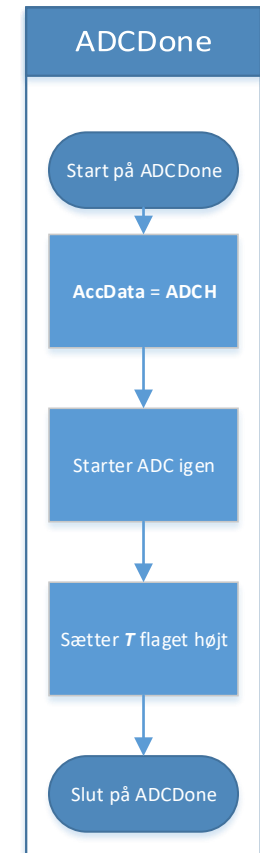 ADCDone
Start på ADCDone
AccData = ADCH
Starter ADC igen
Sætter T flaget højt
Slut på ADCDone